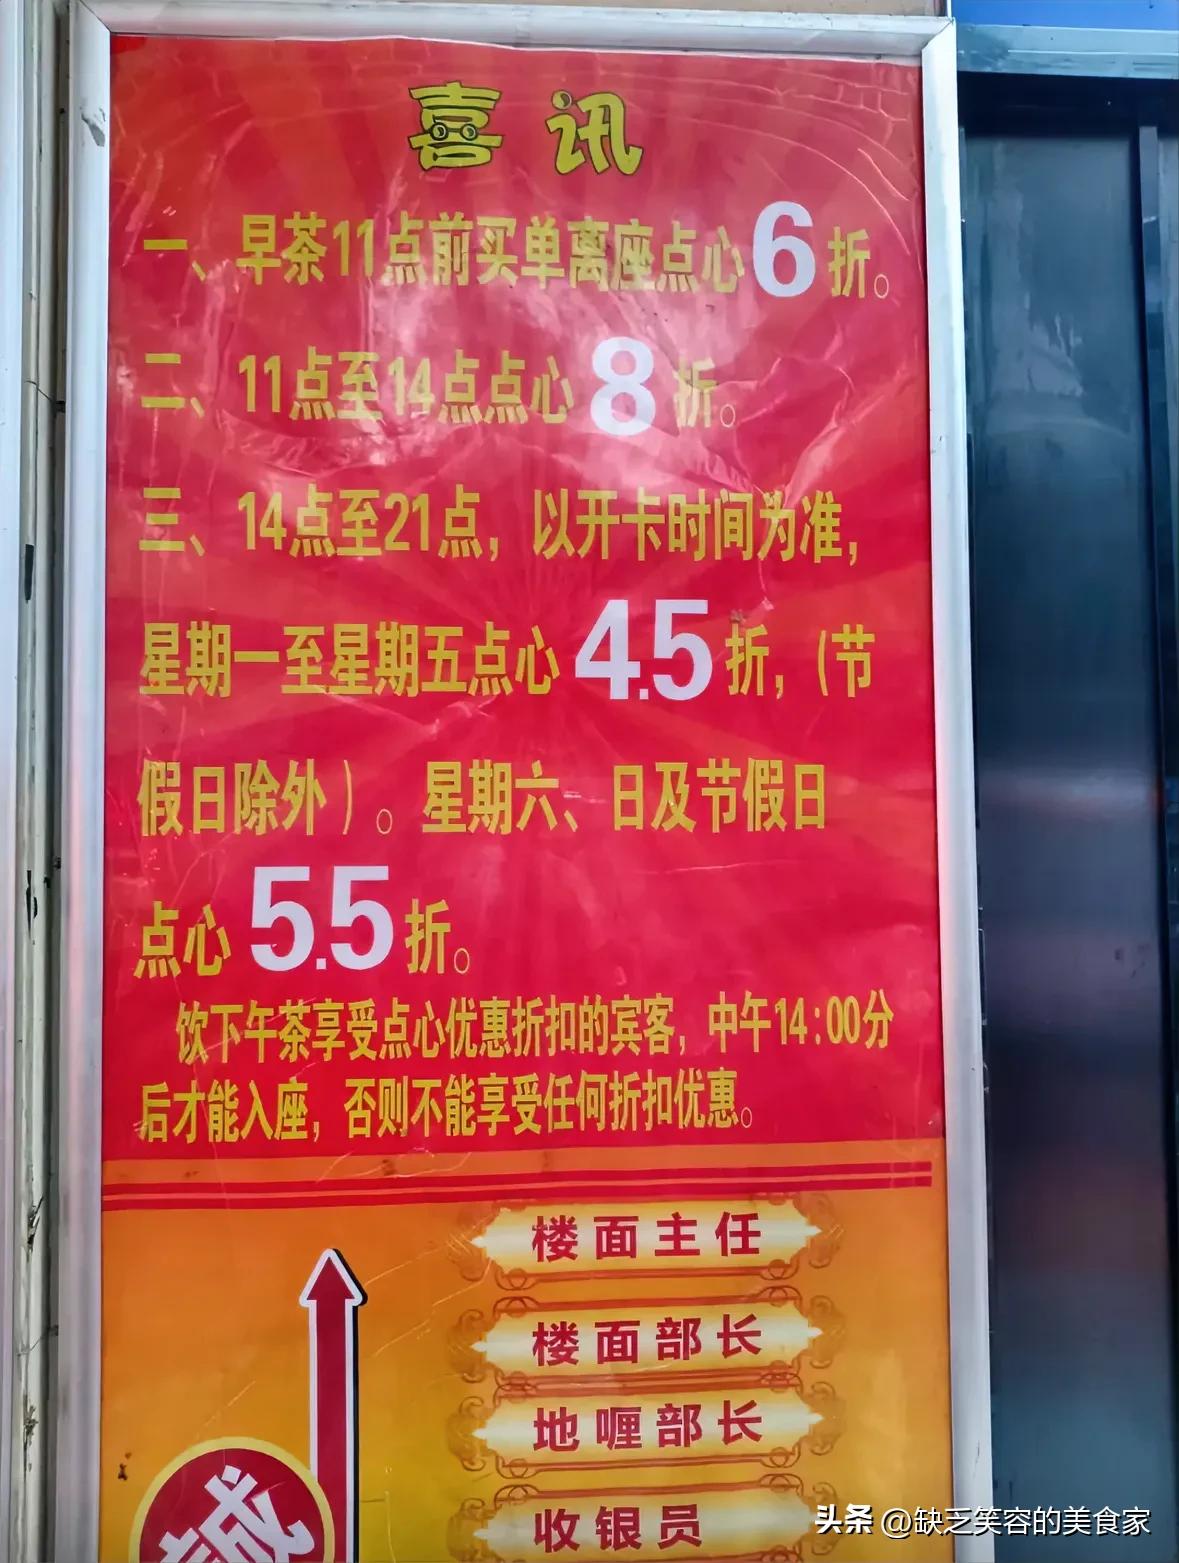 喜讯
一、早茶11点前买单离座点心6折。
二、11点至14点点心8折。
三、14点至21点，以开卡时间为准，
星期一至星期五点心4.5折，（节
假日除外）。星期六、日及节假日
点心5.5折。
饮下午茶享受点心优惠折扣的宾客，中午14:00分
后才能入座，否则不能享受任何折扣优惠。
楼面主任
楼面部长
地喱部长
收银员
诚
头条 @缺乏笑容的美食家